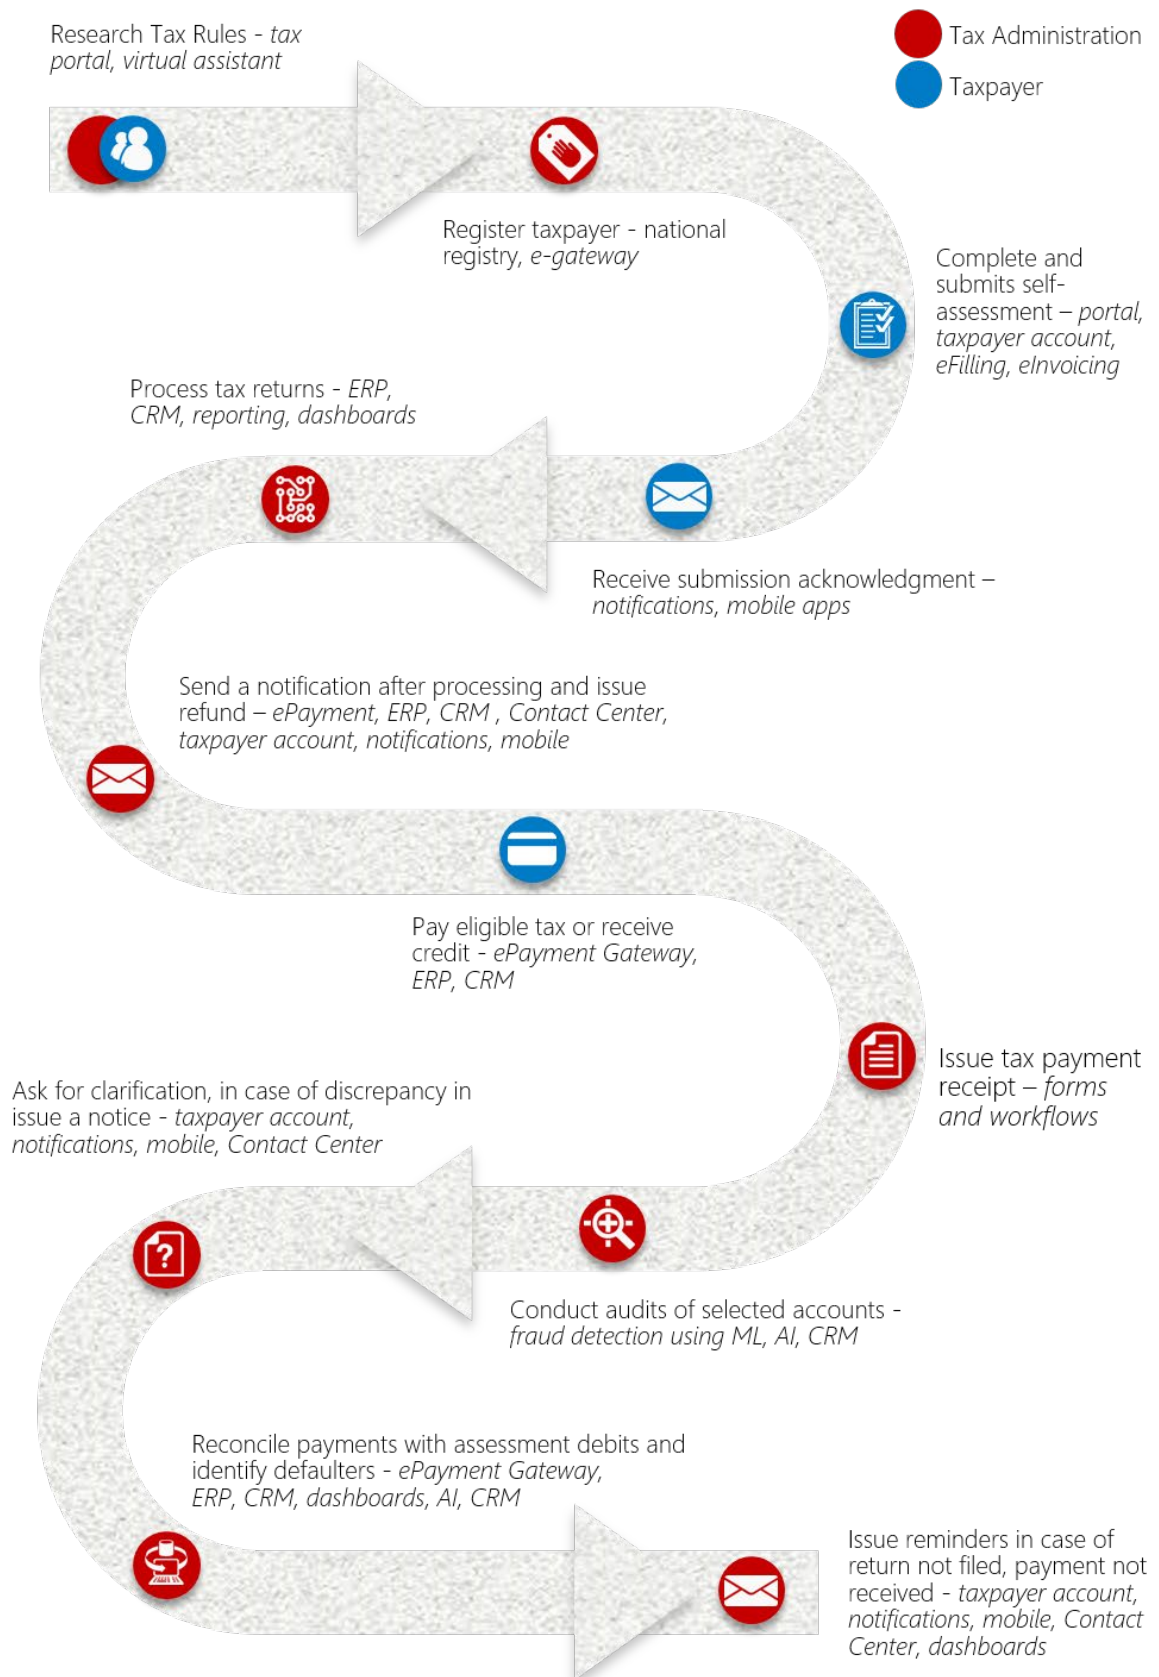 Research Tax Rules - tax
portal, virtual assistant
Tax Administration
Taxpayer
Register taxpayer - national
registry, e-gateway
Complete and
submits self-
assessment – portal,
taxpayer account,
eFilling, eInvoicing
Process tax returns - ERP,
CRM, reporting, dashboards
Receive submission acknowledgment –
notifications, mobile apps
Send a notification after processing and issue
refund – ePayment, ERP, CRM , Contact Center,
taxpayer account, notifications, mobile
Pay eligible tax or receive
credit - ePayment Gateway,
ERP, CRM
Issue tax payment
receipt – forms
and workflows
Ask for clarification, in case of discrepancy in
issue a notice - taxpayer account,
notifications, mobile, Contact Center
?
Conduct audits of selected accounts -
fraud detection using ML, AI, CRM
Reconcile payments with assessment debits and
identify defaulters - ePayment Gateway,
ERP, CRM, dashboards, AI, CRM
Issue reminders in case of
return not filed, payment not
received - taxpayer account,
notifications, mobile, Contact
Center, dashboards